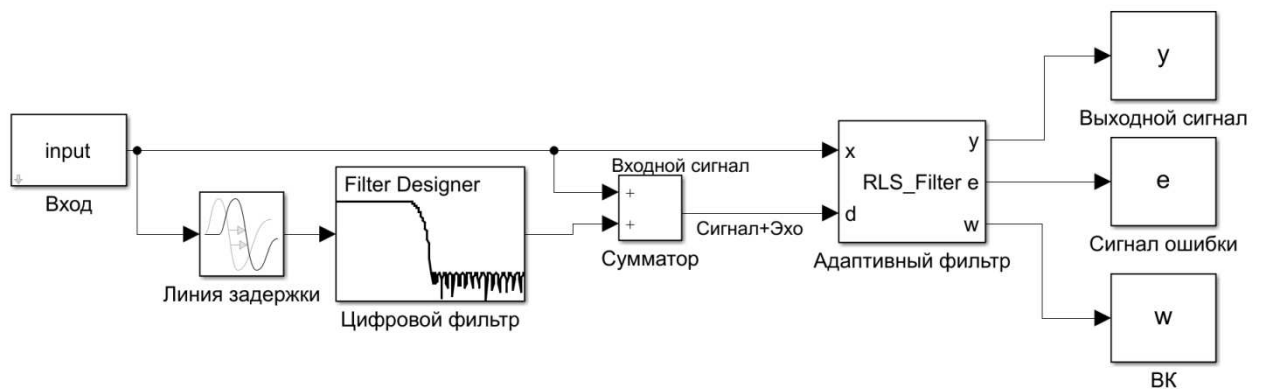 input
Вход
Линия задержки
Filter Designer
Цифровой фильтр
Входной сигнал
+
+
Сумматор
Сигнал+Эхо
x
d
RLS_Filter
y
e
w
Адаптивный фильтр
y
Выходной сигнал
e
Сигнал ошибки
w
ВК